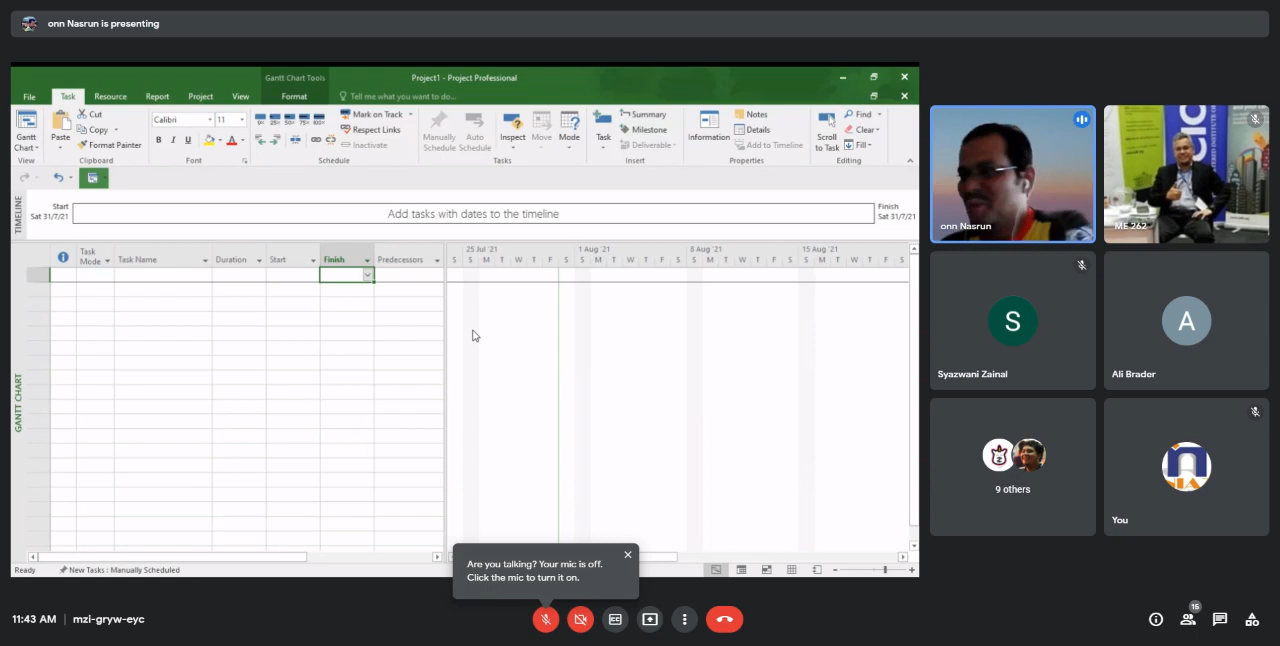 onn Nasrun is presenting
Gantt Chart Tools
Project1 - Project Professional
File Task Resource Report Project View Format Tell me what you want to do...
Gantt Chart
View
Paste
Cut
Copy
Format Painter
Clipboard
Calibri 11
B I U A
Font
0% 25% 50% 75% 100%
Mark on Track
Respect Links
Inactivate
Schedule
Manually Schedule
Auto Schedule
Inspect
Move
Mode
Tasks
Task
Summary
Milestone
Deliverable
Insert
Information
Notes
Details
Add to Timeline
Properties
Scroll to Task
Find
Clear
Fill
Editing
TIMELINE
Start
Sat 31/7/21
Add tasks with dates to the timeline
Finish
Sat 31/7/21
Task Mode Task Name Duration Start Finish Predecessors
25 Jul '21 1 Aug '21 8 Aug '21 15 Aug '21
S S M T W T F S S M T W T F S S M T W T F S S M T W T F S
GANTT CHART
Ready New Tasks : Manually Scheduled
Are you talking? Your mic is off.
Click the mic to turn it on.
onn Nasrun
ME 262
S
Syazwani Zainal
A
Ali Brader
9 others
You
11:43 AM | mzi-gryw-eyc
15